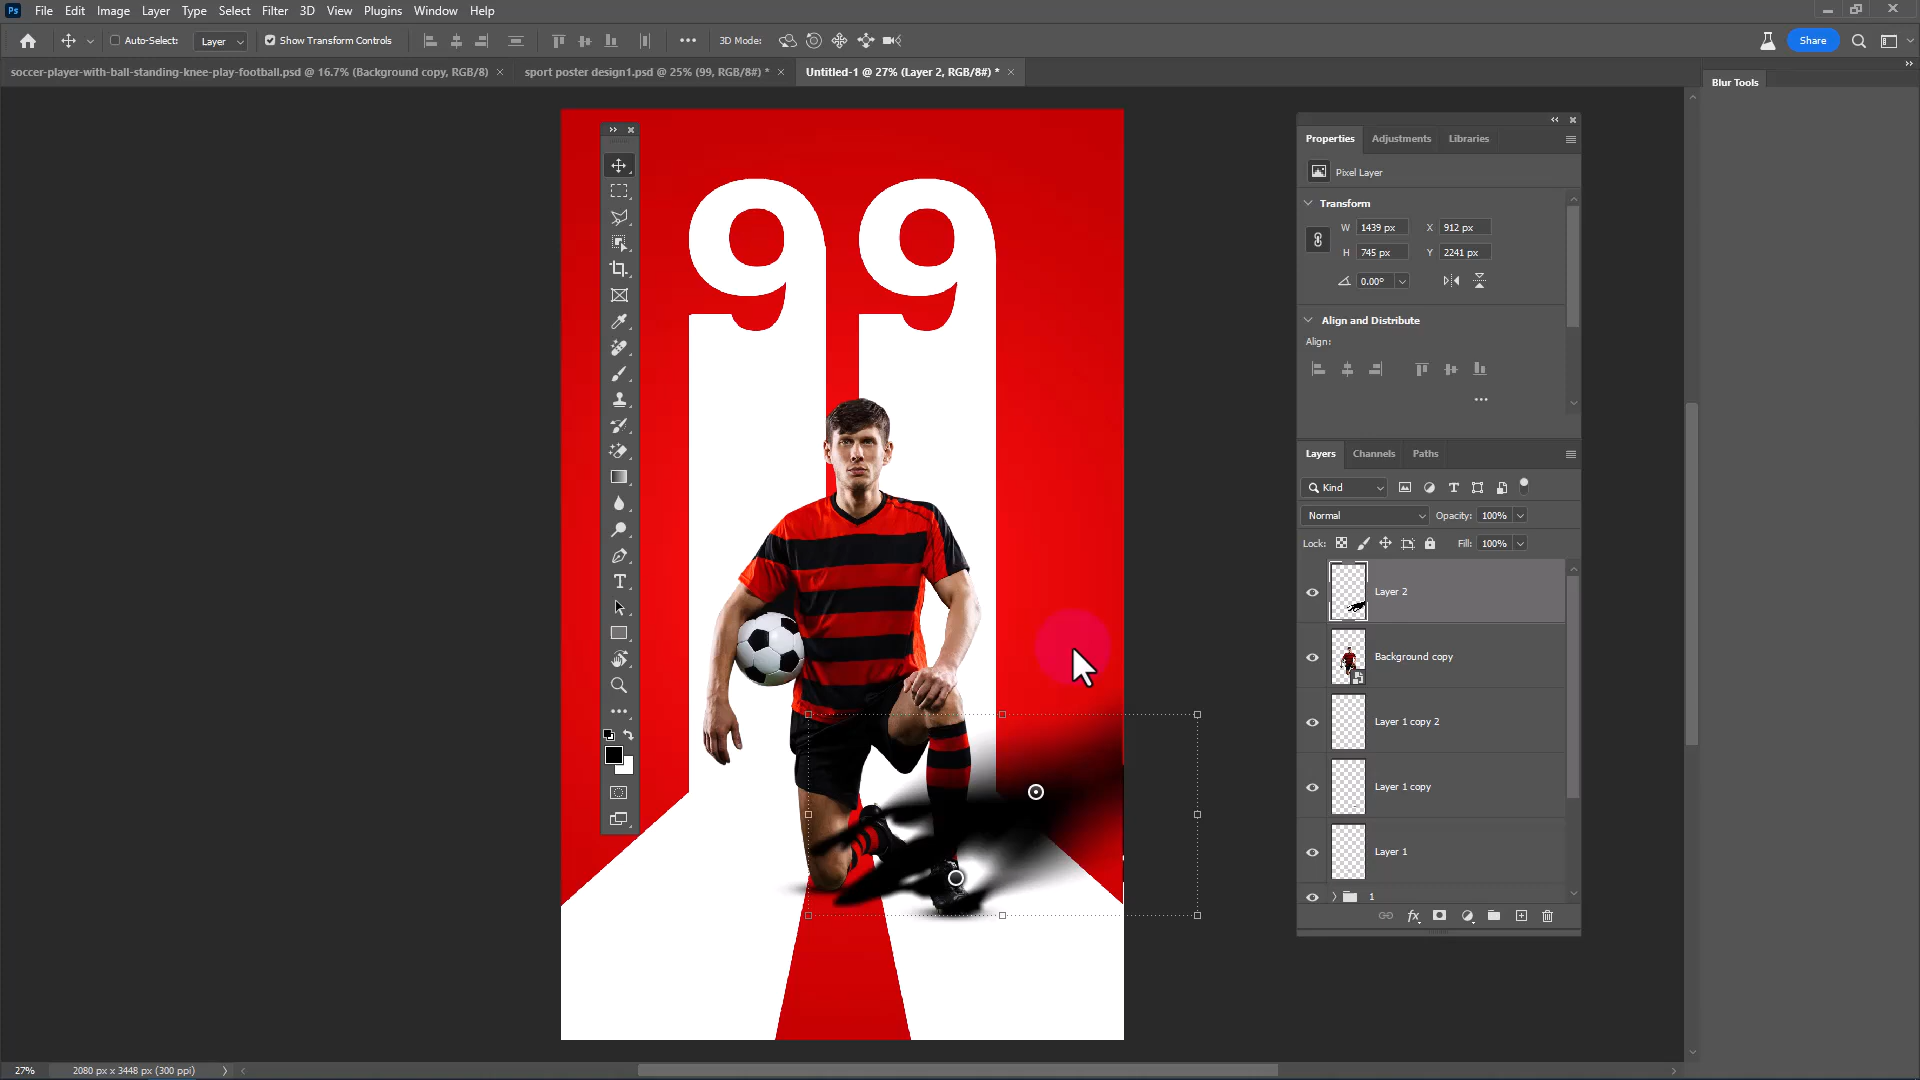 Ps File Edit Image Layer Type Select Filter 3D View Plugins Window Help
Auto-Select: Layer Show Transform Controls 3D Mode: Share
soccer-player-with-ball-standing-knee-play-football.psd @ 16.7% (Background copy, RGB/8) sport poster design1.psd @ 25% (99, RGB/8#) * Untitled-1 @ 27% (Layer 2, RGB/8#) *
Blur Tools
99
Properties Adjustments Libraries
Pixel Layer
Transform
W 1439 px X 912 px
H 745 px Y 2241 px
0.00°
Align and Distribute
Align:
Layers Channels Paths
Kind
Normal Opacity: 100%
Lock: Fill: 100%
Layer 2
Background copy
Layer 1 copy 2
Layer 1 copy
Layer 1
1
27% 2080 px x 3448 px (300 ppi)